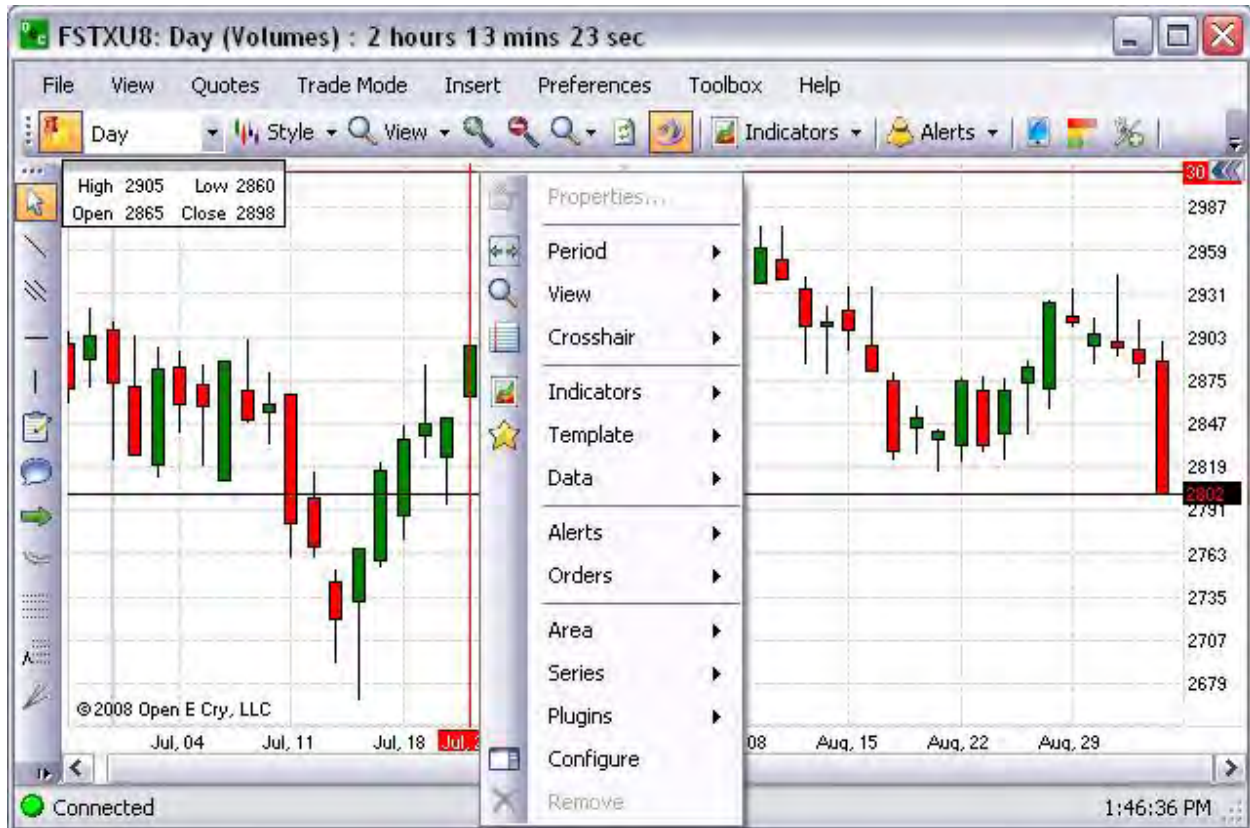 FSTXU8: Day (Volumes) : 2 hours 13 mins 23 sec
File View Quotes Trade Mode Insert Preferences Toolbox Help
Day Style View Indicators Alerts
High 2905 Low 2860
Open 2865 Close 2898
Properties...
Period
View
Crosshair
Indicators
Template
Data
Alerts
Orders
Area
Series
Plugins
Configure
Remove
30
2987
2959
2931
2903
2875
2847
2819
2802
2791
2763
2735
2707
2679
©2008 Open E Cry, LLC
Jul, 04 Jul, 11 Jul, 18 Jul, 08 Aug, 15 Aug, 22 Aug, 29
Connected 1:46:36 PM